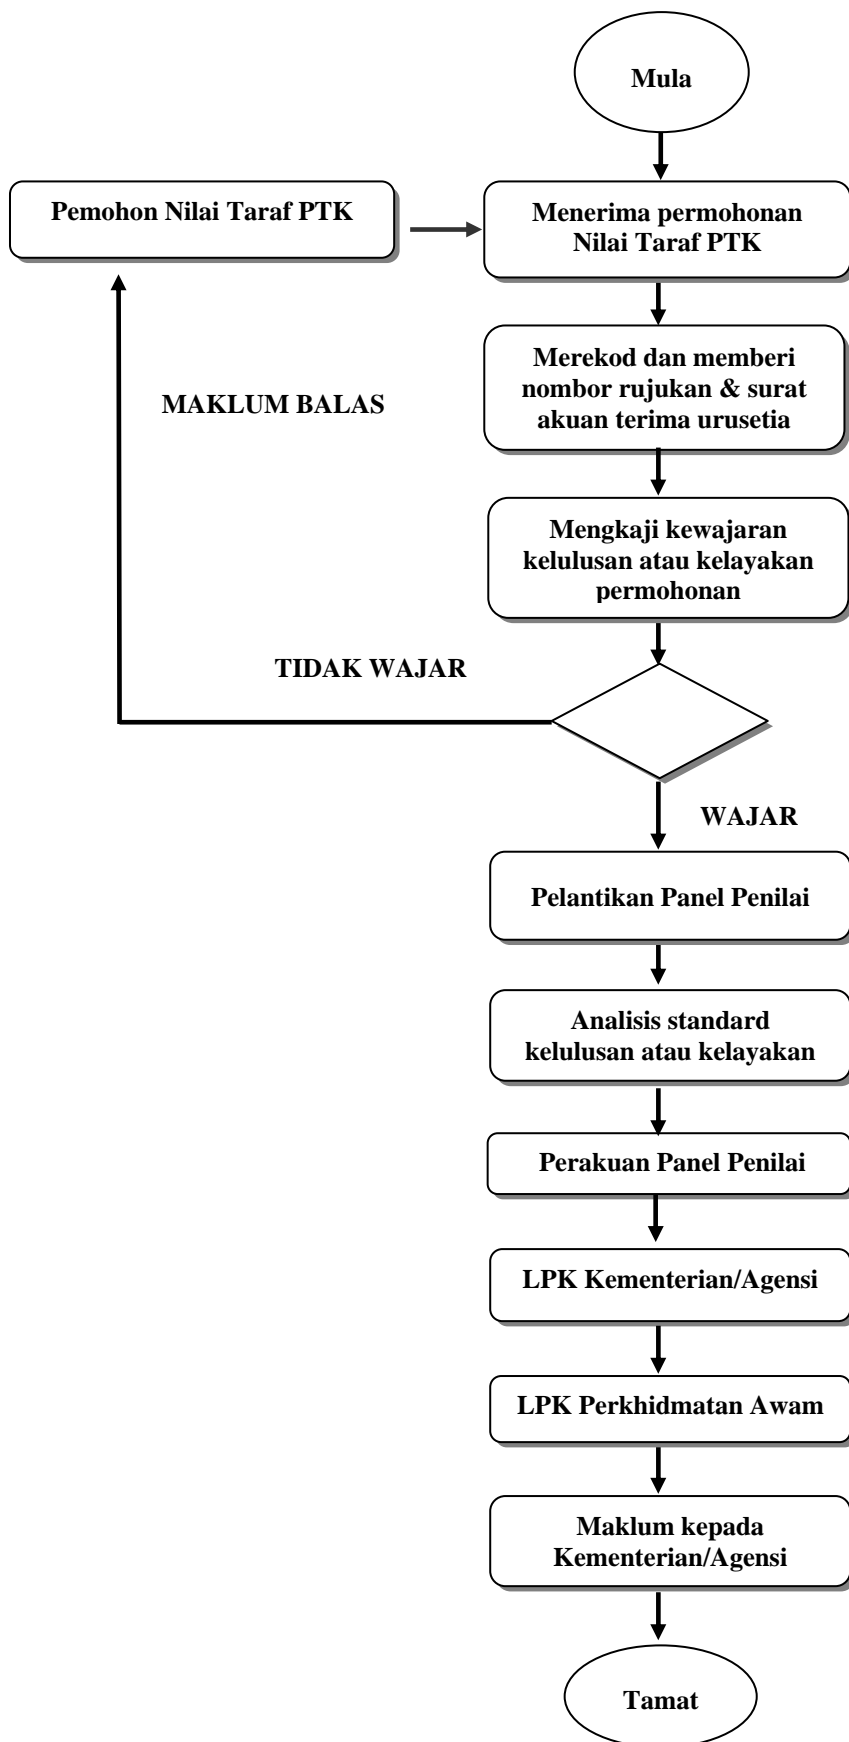 Mula
Pemohon Nilai Taraf PTK
Menerima permohonan
Nilai Taraf PTK
Merekod dan memberi
nombor rujukan & surat
akuan terima urusetia
MAKLUM BALAS
Mengkaji kewajaran
kelulusan atau kelayakan
permohonan
TIDAK WAJAR
WAJAR
Pelantikan Panel Penilai
Analisis standard
kelulusan atau kelayakan
Perakuan Panel Penilai
LPK Kementerian/Agensi
LPK Perkhidmatan Awam
Maklum kepada
Kementerian/Agensi
Tamat